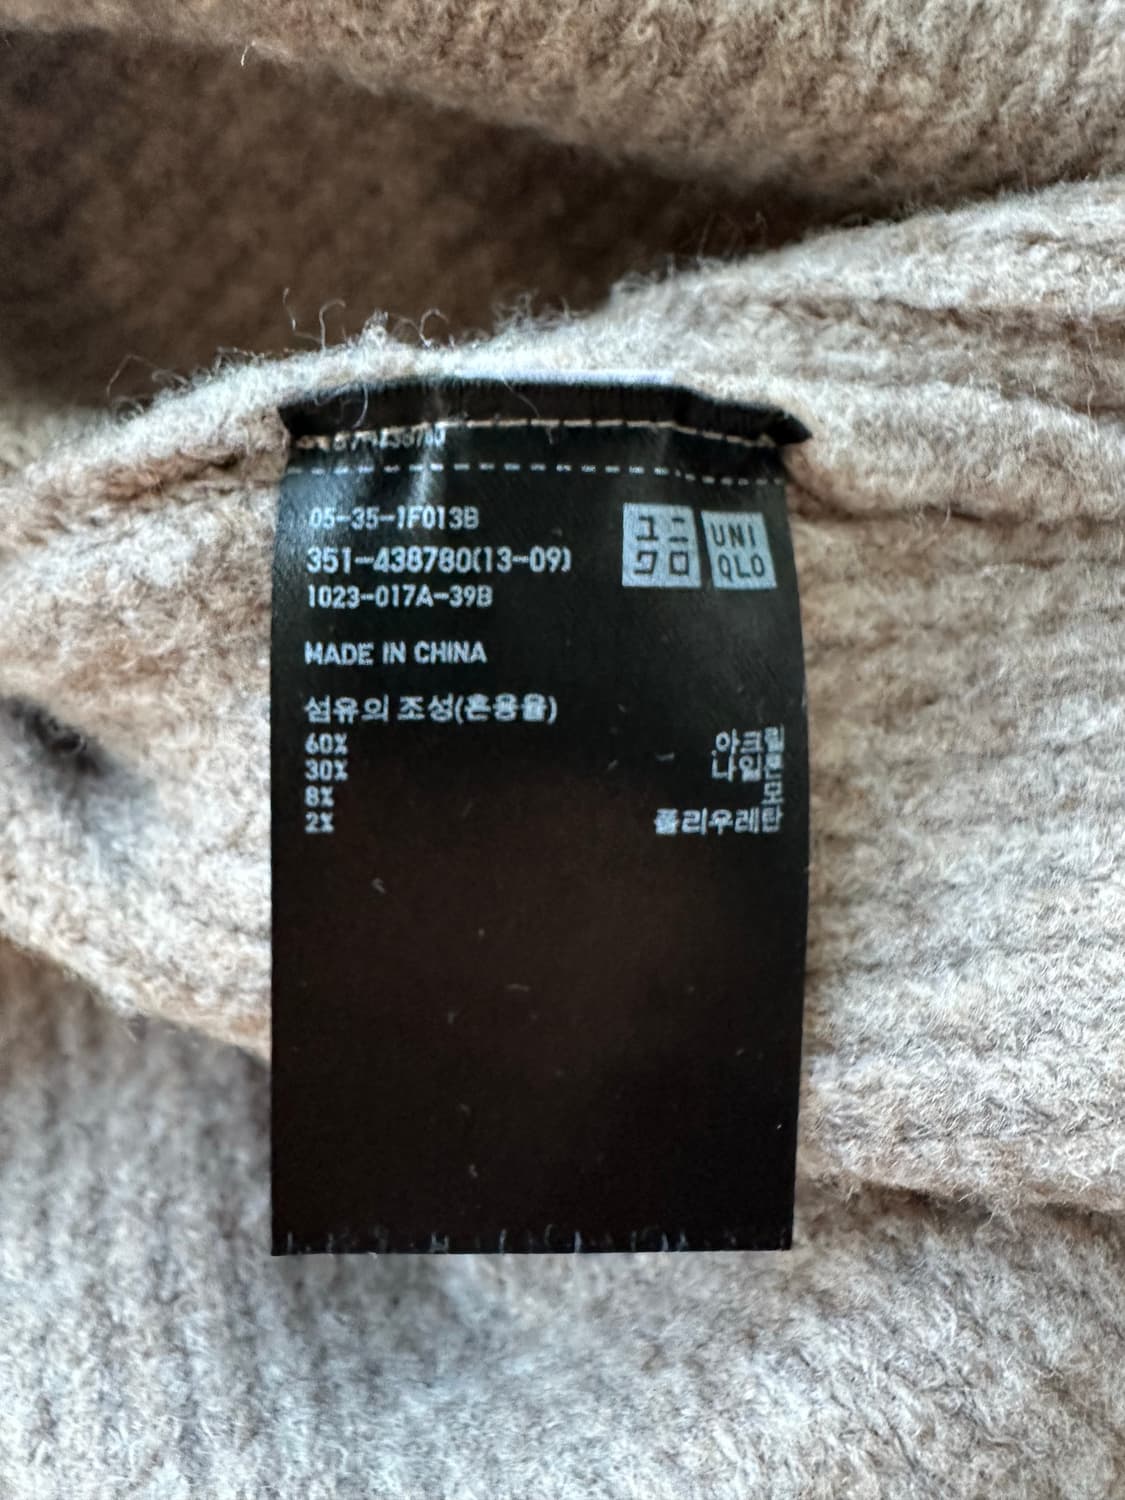 05-35-1F013B
351-438780(13-09)
1023-017A-39B
ユニ
クロ
UNI
QLO
MADE IN CHINA
섬유의 조성(혼용율)
60% 아크릴
30% 나일론
8% 모
2% 폴리우레탄